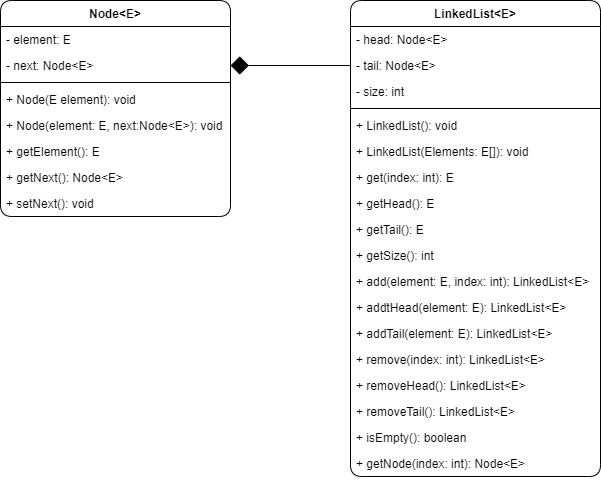 Node<E>
- element: E
- next: Node<E>
+ Node(E element): void
+ Node(element: E, next:Node<E>): void
+ getElement(): E
+ getNext(): Node<E>
+ setNext(): void
LinkedList<E>
- head: Node<E>
- tail: Node<E>
- size: int
+ LinkedList(): void
+ LinkedList(Elements: E[]): void
+ get(index: int): E
+ getHead(): E
+ getTail(): E
+ getSize(): int
+ add(element: E, index: int): LinkedList<E>
+ addtHead(element: E): LinkedList<E>
+ addTail(element: E): LinkedList<E>
+ remove(index: int): LinkedList<E>
+ removeHead(): LinkedList<E>
+ removeTail(): LinkedList<E>
+ isEmpty(): boolean
+ getNode(index: int): Node<E>